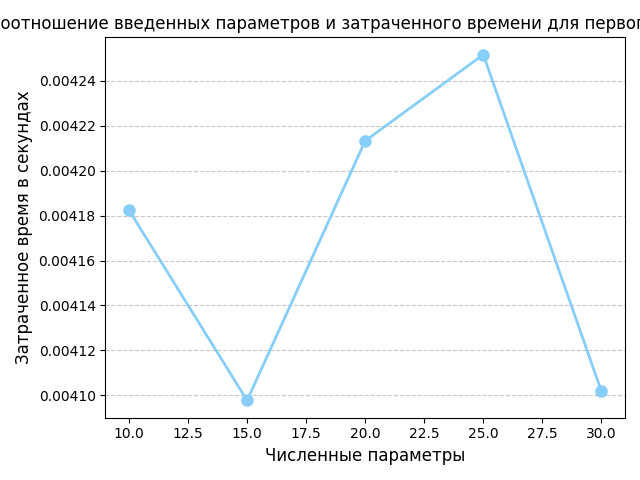 оотношение введенных параметров и затраченного времени для первог
0.00424
0.00422
0.00420
0.00418
0.00416
0.00414
0.00412
0.00410
Затраченное время в секундах
10.0 12.5 15.0 17.5 20.0 22.5 25.0 27.5 30.0
Численные параметры